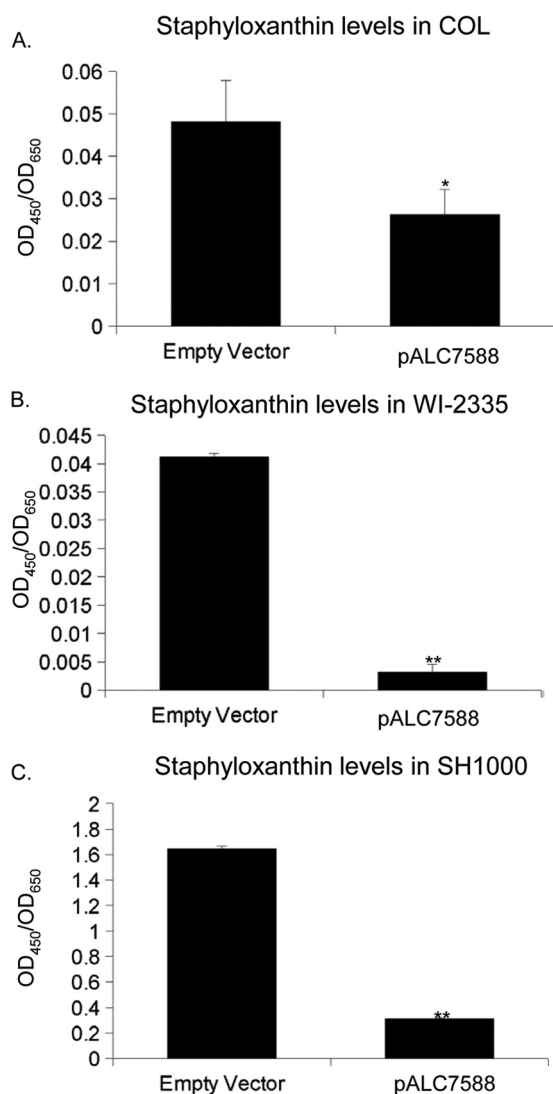 A.
Staphyloxanthin levels in COL
OD450/OD650
0.06
0.05
0.04
0.03
0.02
0.01
0
*
Empty Vector
pALC7588
B.
Staphyloxanthin levels in WI-2335
OD450/OD650
0.045
0.04
0.035
0.03
0.025
0.02
0.015
0.01
0.005
0
**
Empty Vector
pALC7588
C.
Staphyloxanthin levels in SH1000
OD450/OD650
2
1.8
1.6
1.4
1.2
1
0.8
0.6
0.4
0.2
0
**
Empty Vector
pALC7588